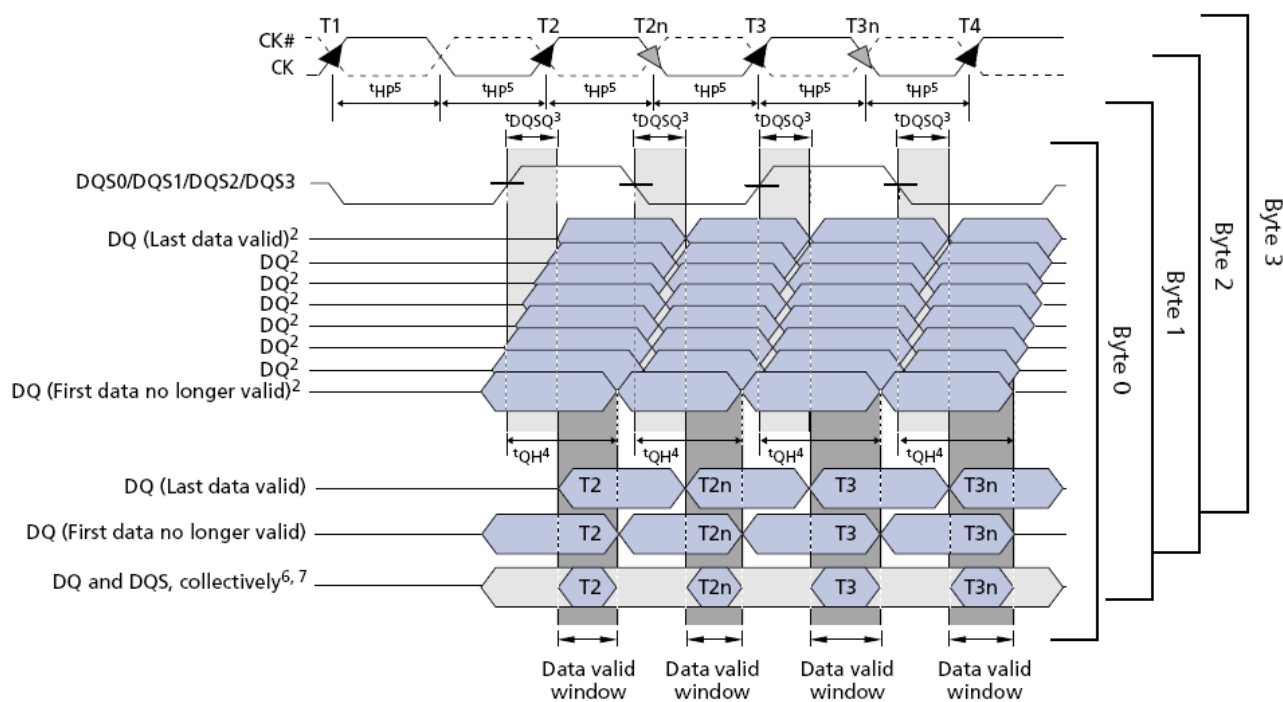 T1 T2 T2n T3 T3n T4
CK#
CK
tHP5 tHP5 tHP5 tHP5 tHP5 tHP5
tDQSQ3 tDQSQ3 tDQSQ3 tDQSQ3
DQS0/DQS1/DQS2/DQS3
DQ (Last data valid)2
DQ2
DQ2
DQ2
DQ2
DQ2
DQ2
DQ (First data no longer valid)2
tQH4 tQH4 tQH4 tQH4
DQ (Last data valid) T2 T2n T3 T3n
DQ (First data no longer valid) T2 T2n T3 T3n
DQ and DQS, collectively6, 7 T2 T2n T3 T3n
Data valid Data valid Data valid Data valid
window window window window
Byte 0
Byte 1
Byte 2
Byte 3